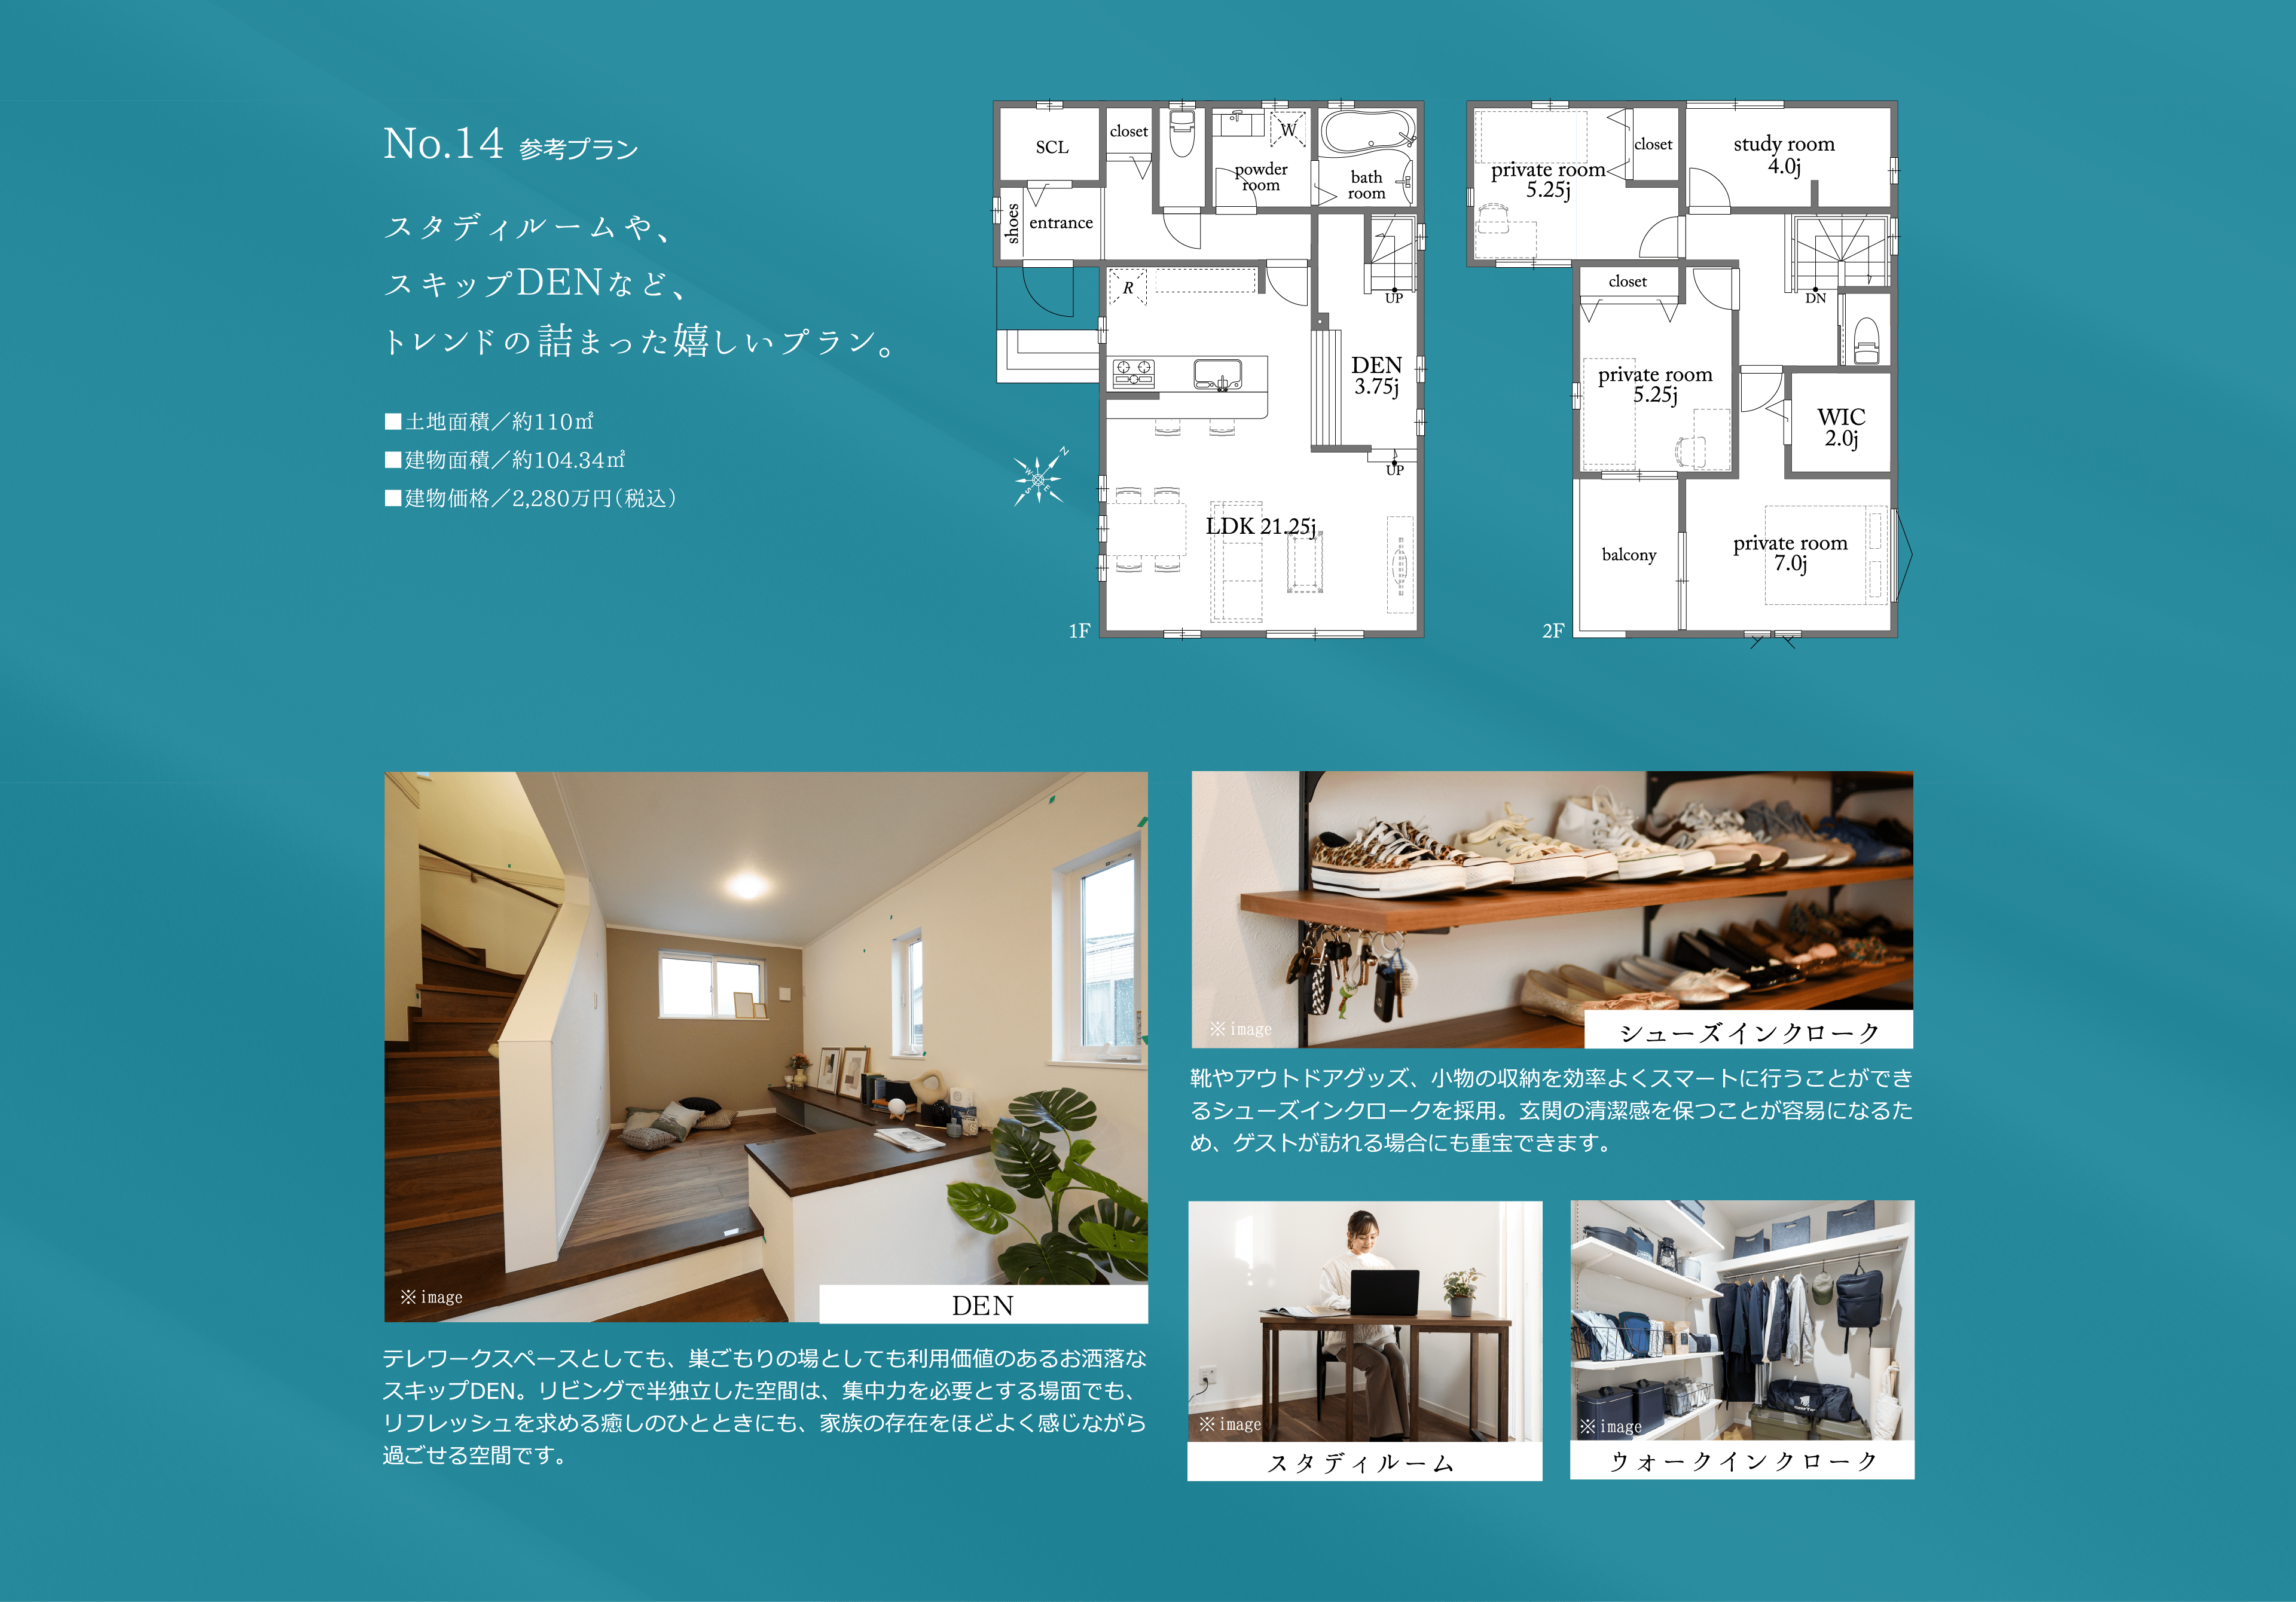 No.14 参考プラン
スタディルームや、
スキップDENなど、
トレンドの詰まった嬉しいプラン。
■土地面積／約110㎡
■建物面積／約104.34㎡
■建物価格／2,280万円(税込)
SCL
closet
shoes
entrance
powder
room
W
bath
room
R
UP
DEN
3.75j
UP
LDK 21.25j
N
W
E
S
1F
private room
5.25j
closet
study room
4.0j
closet
DN
private room
5.25j
WIC
2.0j
balcony
private room
7.0j
2F
※image
DEN
テレワークスペースとしても、巣ごもりの場としても利用価値のあるお洒落な
スキップDEN。リビングで半独立した空間は、集中力を必要とする場面でも、
リフレッシュを求める癒しのひとときにも、家族の存在をほどよく感じながら
過ごせる空間です。
※image
シューズインクローク
靴やアウトドアグッズ、小物の収納を効率よくスマートに行うことができ
るシューズインクロークを採用。玄関の清潔感を保つことが容易になるた
め、ゲストが訪れる場合にも重宝できます。
※image
スタディルーム
※image
ウォークインクローク